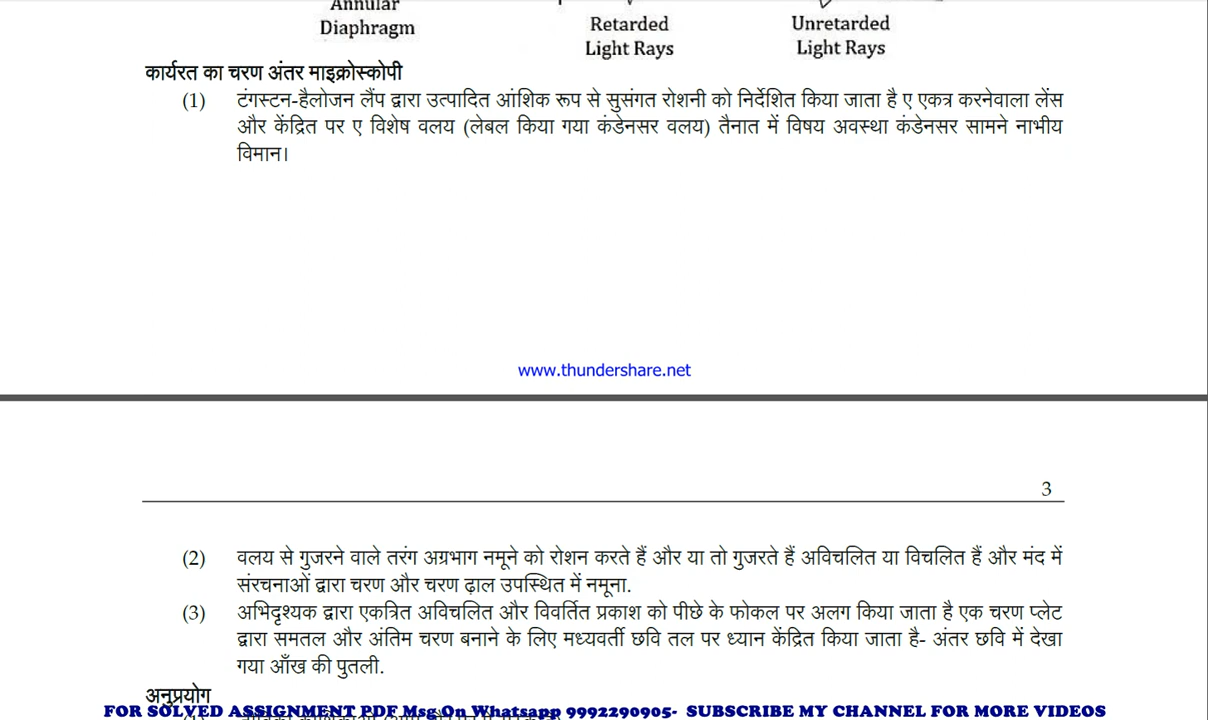 Annular
Diaphragm
Retarded
Light Rays
Unretarded
Light Rays
कार्यरत का चरण अंतर माइक्रोस्कोपी
(1) टंगस्टन-हैलोजन लैंप द्वारा उत्पादित आंशिक रूप से सुसंगत रोशनी को निर्देशित किया जाता है ए एकत्र करनेवाला लेंस
और केंद्रित पर ए विशेष वलय (लेबल किया गया कंडेनसर वलय) तैनात में विषय अवस्था कंडेनसर सामने नाभीय
विमान।
www.thundershare.net
3
(2) वलय से गुजरने वाले तरंग अग्रभाग नमूने को रोशन करते हैं और या तो गुजरते हैं अविचलित या विचलित हैं और मंद में
संरचनाओं द्वारा चरण और चरण ढ़ाल उपस्थित में नमूना.
(3) अभिदृश्यक द्वारा एकत्रित अविचलित और विवर्तित प्रकाश को पीछे के फोकल पर अलग किया जाता है एक चरण प्लेट
द्वारा समतल और अंतिम चरण बनाने के लिए मध्यवर्ती छवि तल पर ध्यान केंद्रित किया जाता है- अंतर छवि में देखा
गया आँख की पुतली.
अनुप्रयोग
FOR SOLVED ASSIGNMENT PDF Msg On Whatsapp 9992290905- SUBSCRIBE MY CHANNEL FOR MORE VIDEOS